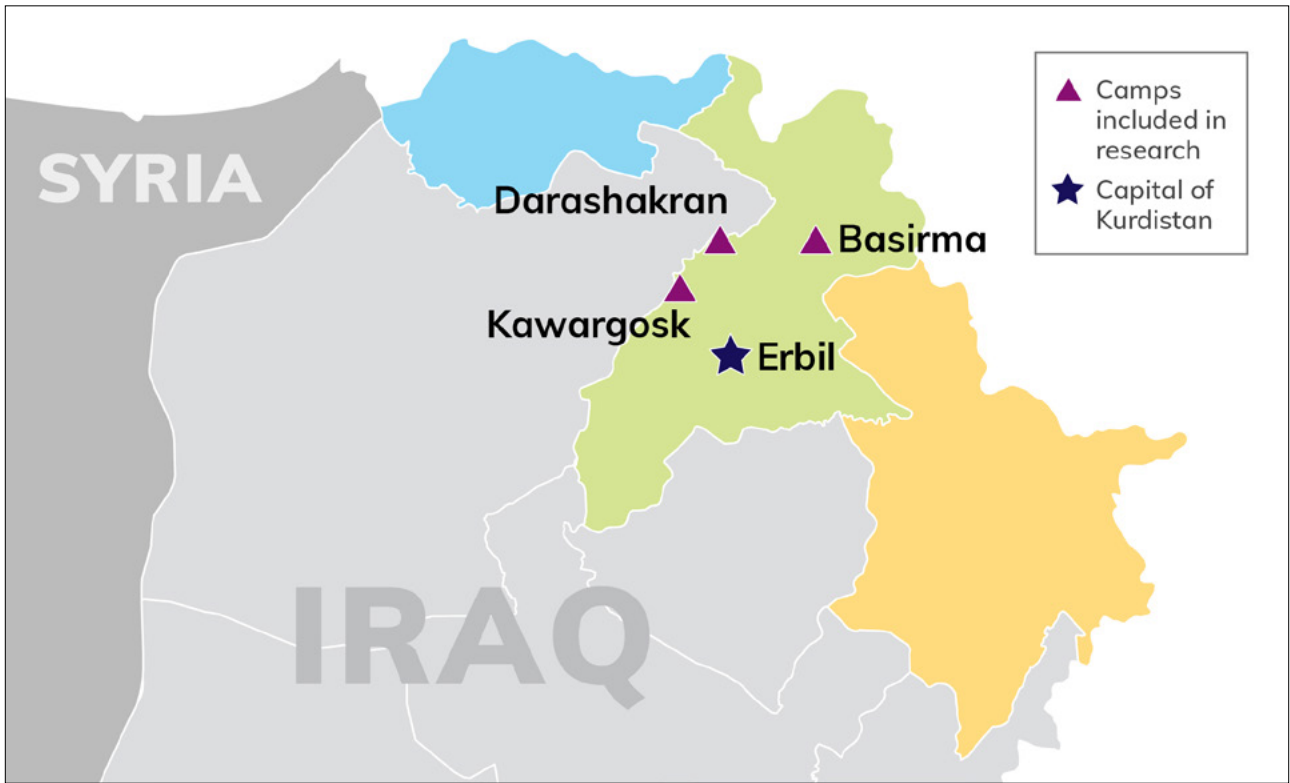 SYRIA
Darashakran
Basirma
Kawargosk
Erbil
IRAQ
Camps
included in
research
Capital of
Kurdistan